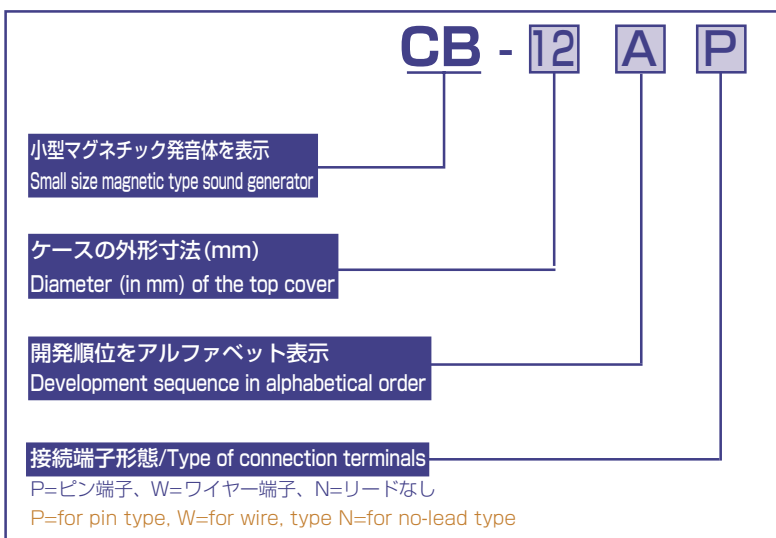 CB - 12 A P
小型マグネチック発音体を表示
Small size magnetic type sound generator
ケースの外形寸法(mm)
Diameter (in mm) of the top cover
開発順位をアルファベット表示
Development sequence in alphabetical order
接続端子形態/Type of connection terminals
P=ピン端子、W=ワイヤー端子、N=リードなし
P=for pin type, W=for wire, type N=for no-lead type